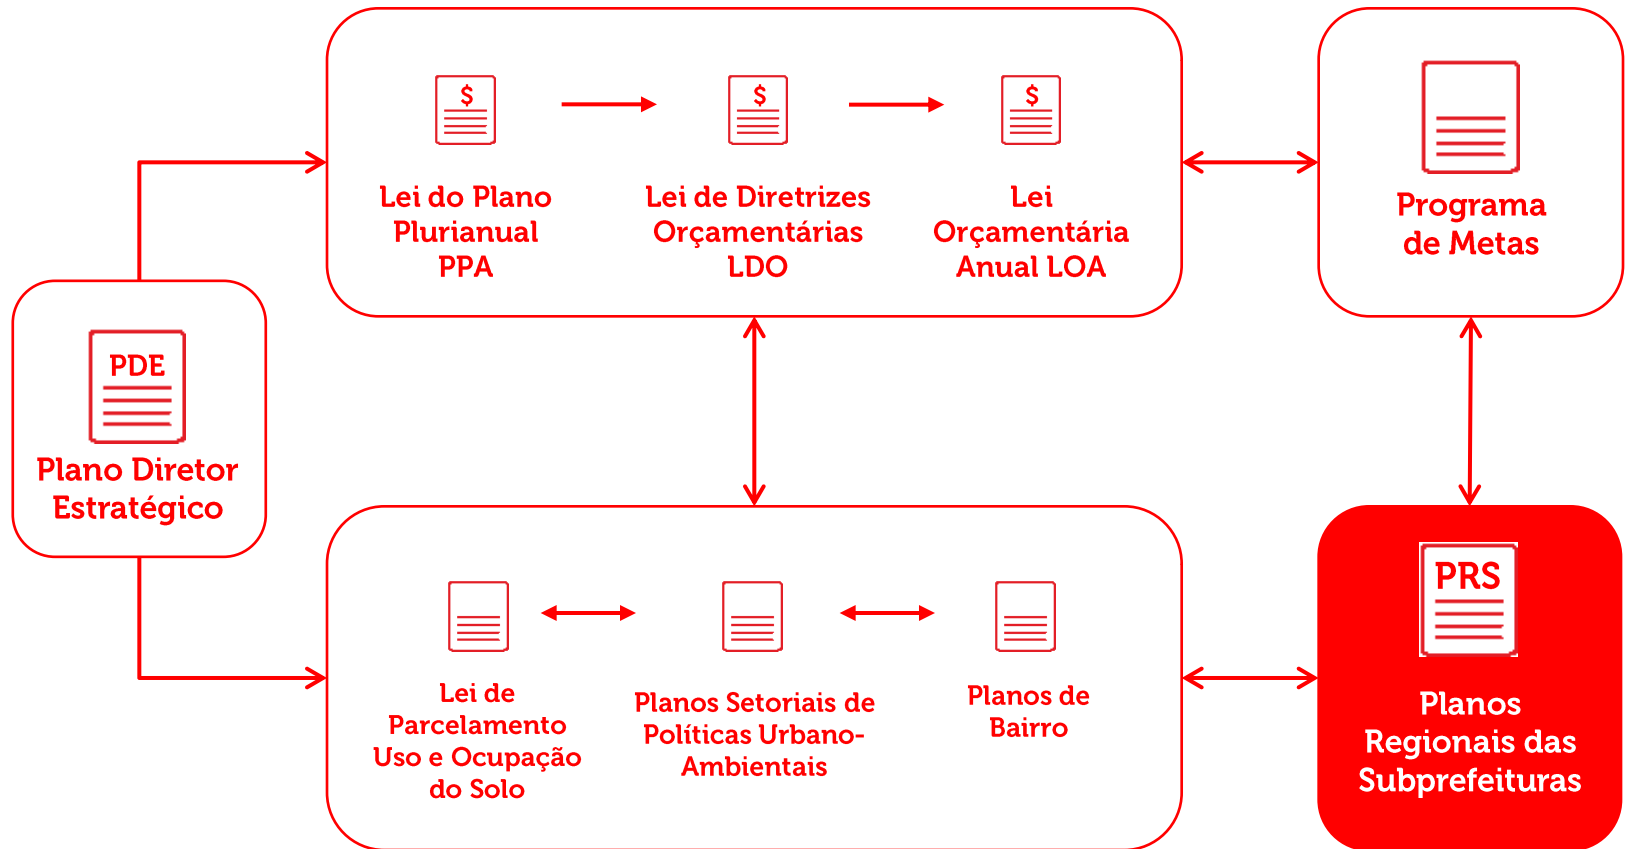 $
Lei do Plano
Plurianual
PPA
$
Lei de Diretrizes
Orçamentárias
LDO
$
Lei
Orçamentária
Anual LOA
Programa
de Metas
PDE
Plano Diretor
Estratégico
Lei de
Parcelamento
Uso e Ocupação
do Solo
Planos Setoriais de
Políticas Urbano-
Ambientais
Planos de
Bairro
PRS
Planos
Regionais das
Subprefeituras